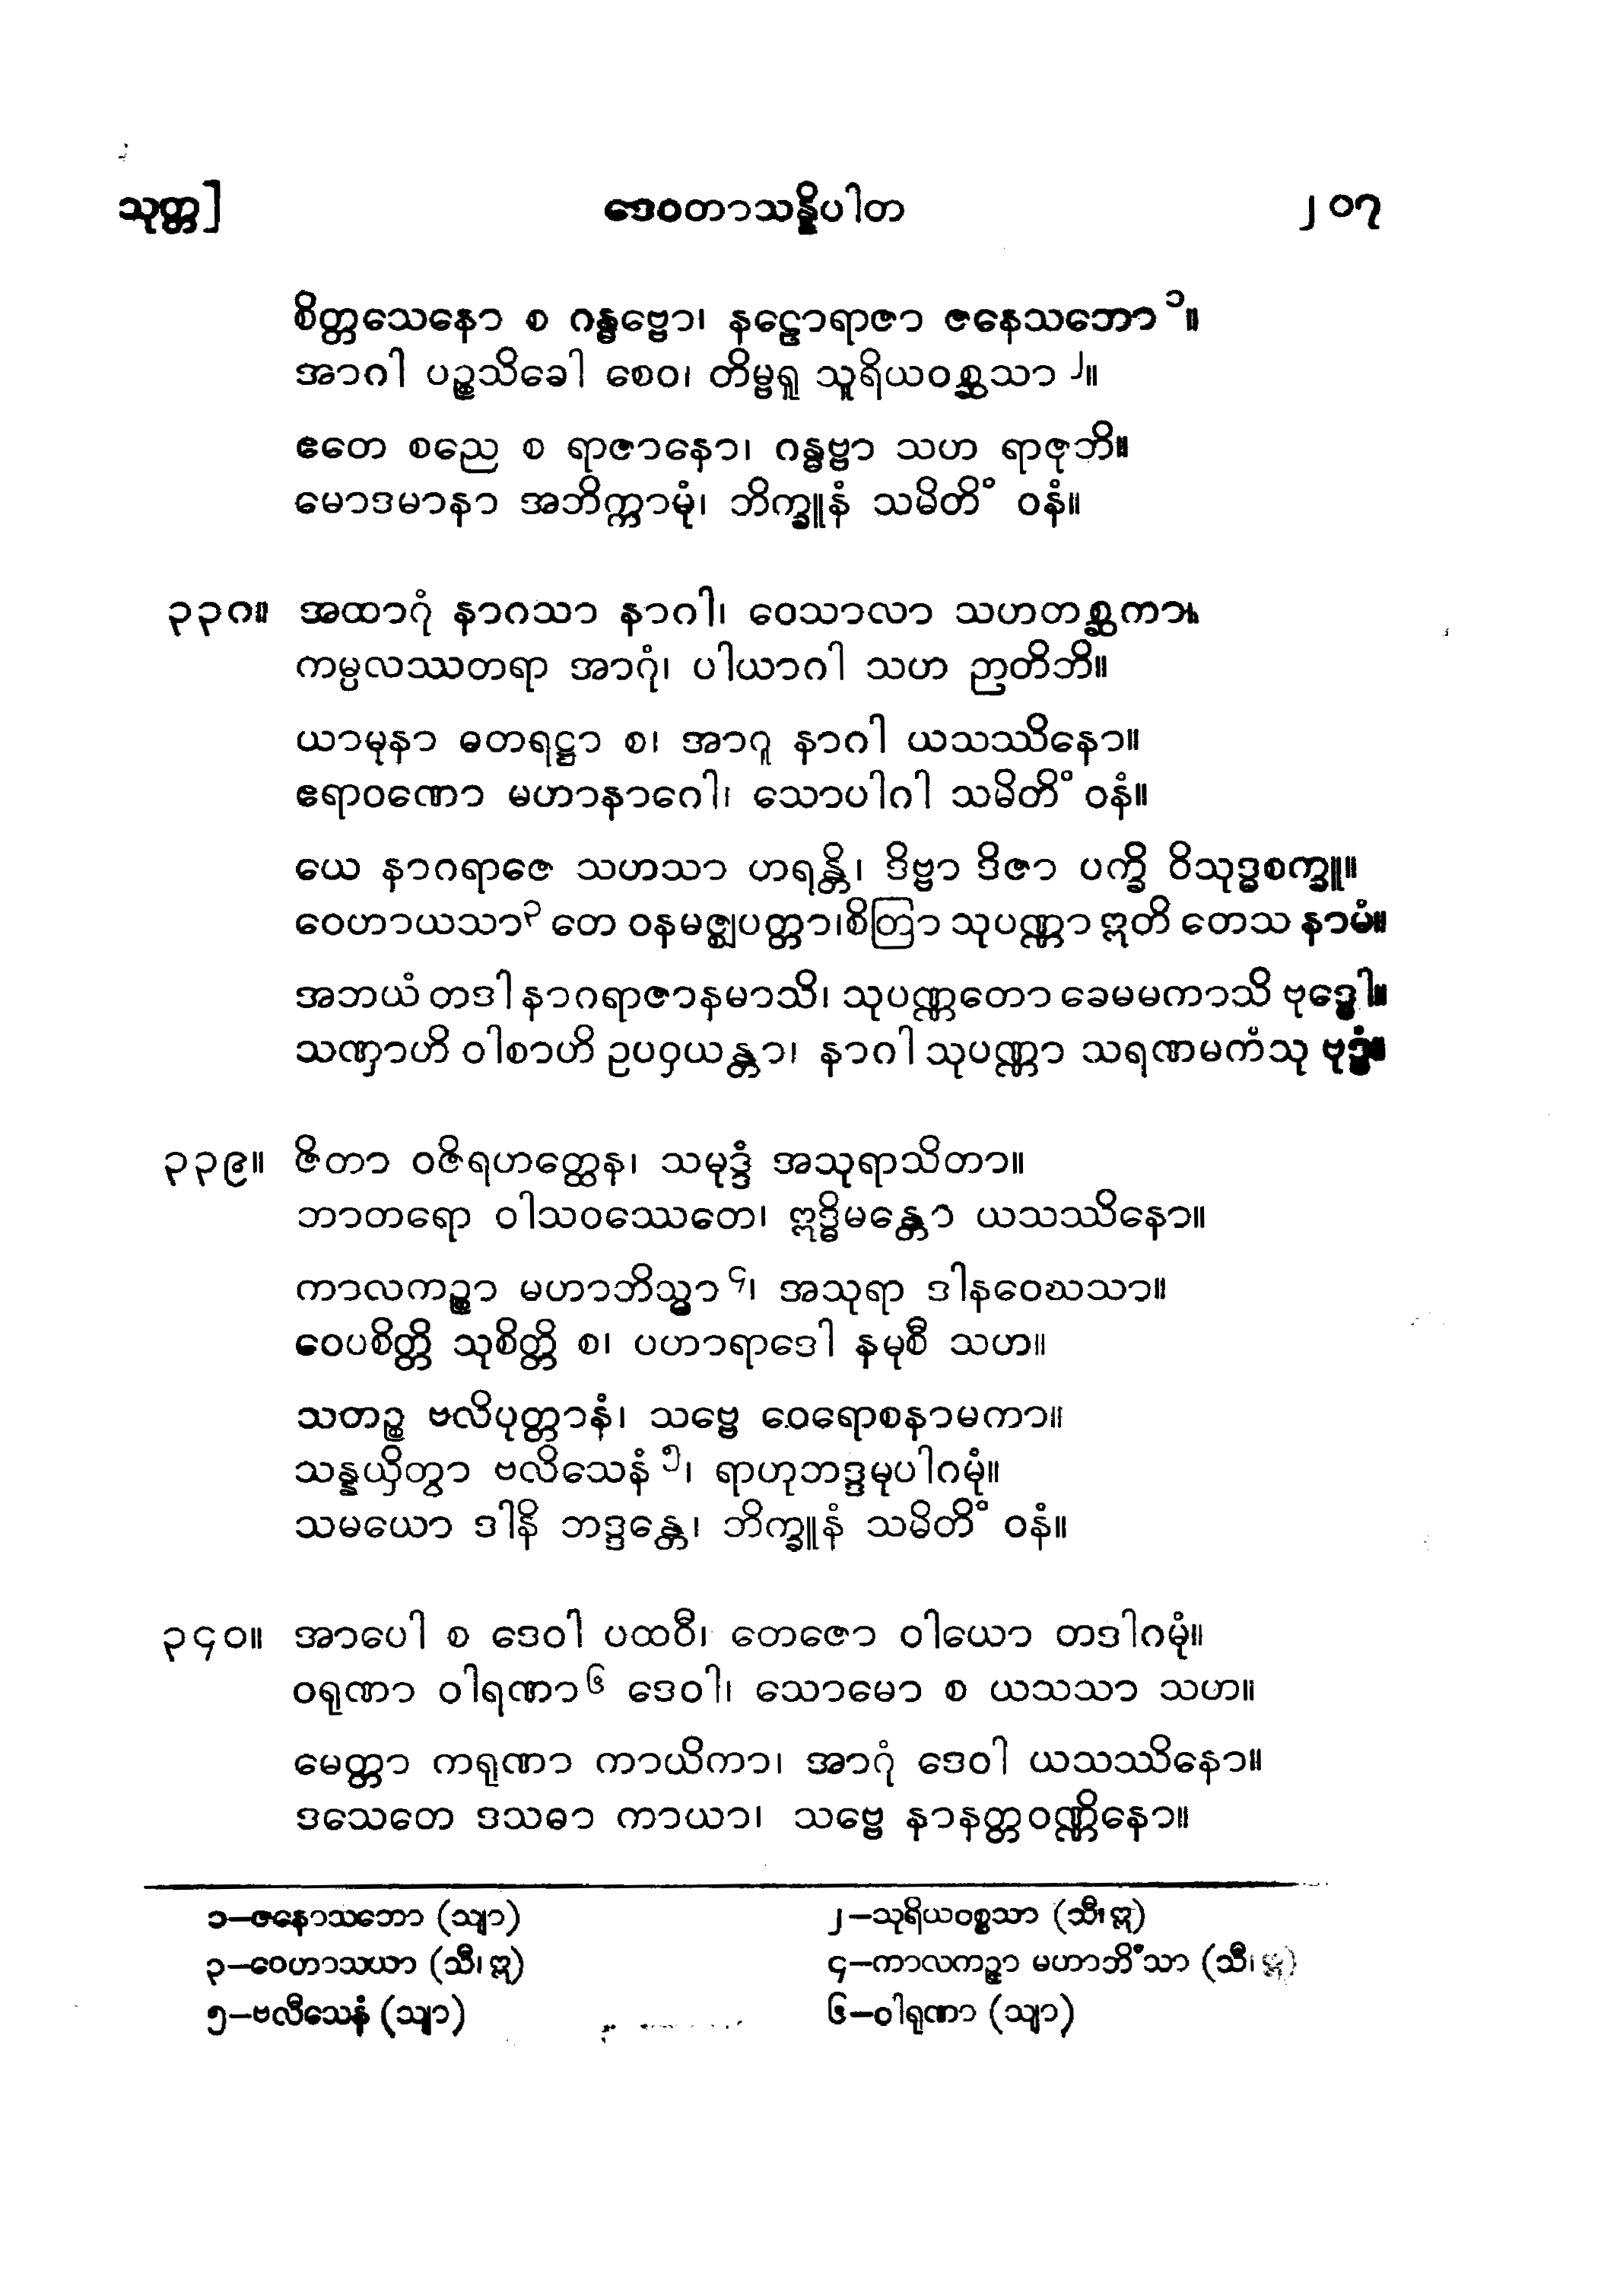 သုတ္တ]
ဒေဝတာသန္နိပါတ
၂၀၇
စိတ္တသေနော စ ဂန္ဓဗ္ဗော၊ နဠောရာဇာ ဇနေသဘော ၁။
အာဂါ ပဉ္စသိခေါ စေဝ၊ တိမ္ဗရူ သူရိယဝစ္ဆသာ ၂။
ဧတေ စညေ စ ရာဇာနော၊ ဂန္ဓဗ္ဗာ သဟ ရာဇုဘိ။
မောဒမာနာ အဘိက္ကာမုံ၊ ဘိက္ခူနံ သမိတိံ ဝနံ။
၃၃၈။ အထာဂုံ နာဂသာ နာဂါ၊ ဝေသာလာ သဟတစ္ဆကာ။
ကမ္ဗလဿတရာ အာဂုံ၊ ပါယာဂါ သဟ ဉာတိဘိ။
ယာမုနာ ဓတရဋ္ဌာ စ၊ အာဂူ နာဂါ ယသဿိနော။
ဧရာဝဏော မဟာနာဂေါ၊ သောပါဂါ သမိတိံ ဝနံ။
ယေ နာဂရာဇေ သဟသာ ဟရန္တိ၊ ဒိဗ္ဗာ ဒိဇာ ပက္ခိ ဝိသုဒ္ဓစက္ခူ။
ဝေဟာယသာ၃ တေ ဝနမဇ္ဈပတ္တာ၊စိတြာ သုပဏ္ဏာ ဣတိ တေသ နာမံ။
အဘယံ တဒါ နာဂရာဇာနမာသိ၊ သုပဏ္ဏတော ခေမမကာသိ ဗုဒ္ဓေါ။
သဏှာဟိ ဝါစာဟိ ဥပဝှယန္တာ၊ နာဂါ သုပဏ္ဏာ သရဏမကံသု ဗုဒ္ဓံ။
၃၃၉။ ဇိတာ ဝဇိရဟတ္ထေန၊ သမုဒ္ဒံ အသုရာသိတာ။
ဘာတရော ဝါသဝဿေတေ၊ ဣဒ္ဓိမန္တော ယသဿိနော။
ကာလကဉ္စာ မဟာဘိသ္မာ ၄၊ အသုရာ ဒါနဝေဃသာ။
ဝေပစိတ္တိ သုစိတ္တိ စ၊ ပဟာရာဒေါ နမုစီ သဟ။
သတဉ္စ ဗလိပုတ္တာနံ၊ သဗ္ဗေ ဝေရောစနာမကာ။
သန္နယှိတွာ ဗလိသေနံ ၅၊ ရာဟုဘဒ္ဒမုပါဂမုံ။
သမယော ဒါနိ ဘဒ္ဒန္တေ၊ ဘိက္ခူနံ သမိတိံ ဝနံ။
၃၄၀။ အာပေါ စ ဒေဝါ ပထဝီ၊ တေဇော ဝါယော တဒါဂမုံ။
ဝရုဏာ ဝါရဏာ၆ ဒေဝါ၊ သောမော စ ယသသာ သဟ။
မေတ္တာ ကရုဏာ ကာယိကာ၊ အာဂုံ ဒေဝါ ယသဿိနော။
ဒသေတေ ဒသဓာ ကာယာ၊ သဗ္ဗေ နာနတ္တဝဏ္ဏိနော။
၁–ဇနောသဘော (သျာ)
၂–သုရိယဝစ္စသာ (သီ၊ဣ)
၃–ဝေဟာသယာ (သီ၊ဣ)
၄–ကာလကဉ္ဇာ မဟာဘိံသာ (သီ၊ဣ)
၅–ဗလီသေနံ (သျာ)
၆–ဝါရုဏာ (သျာ)